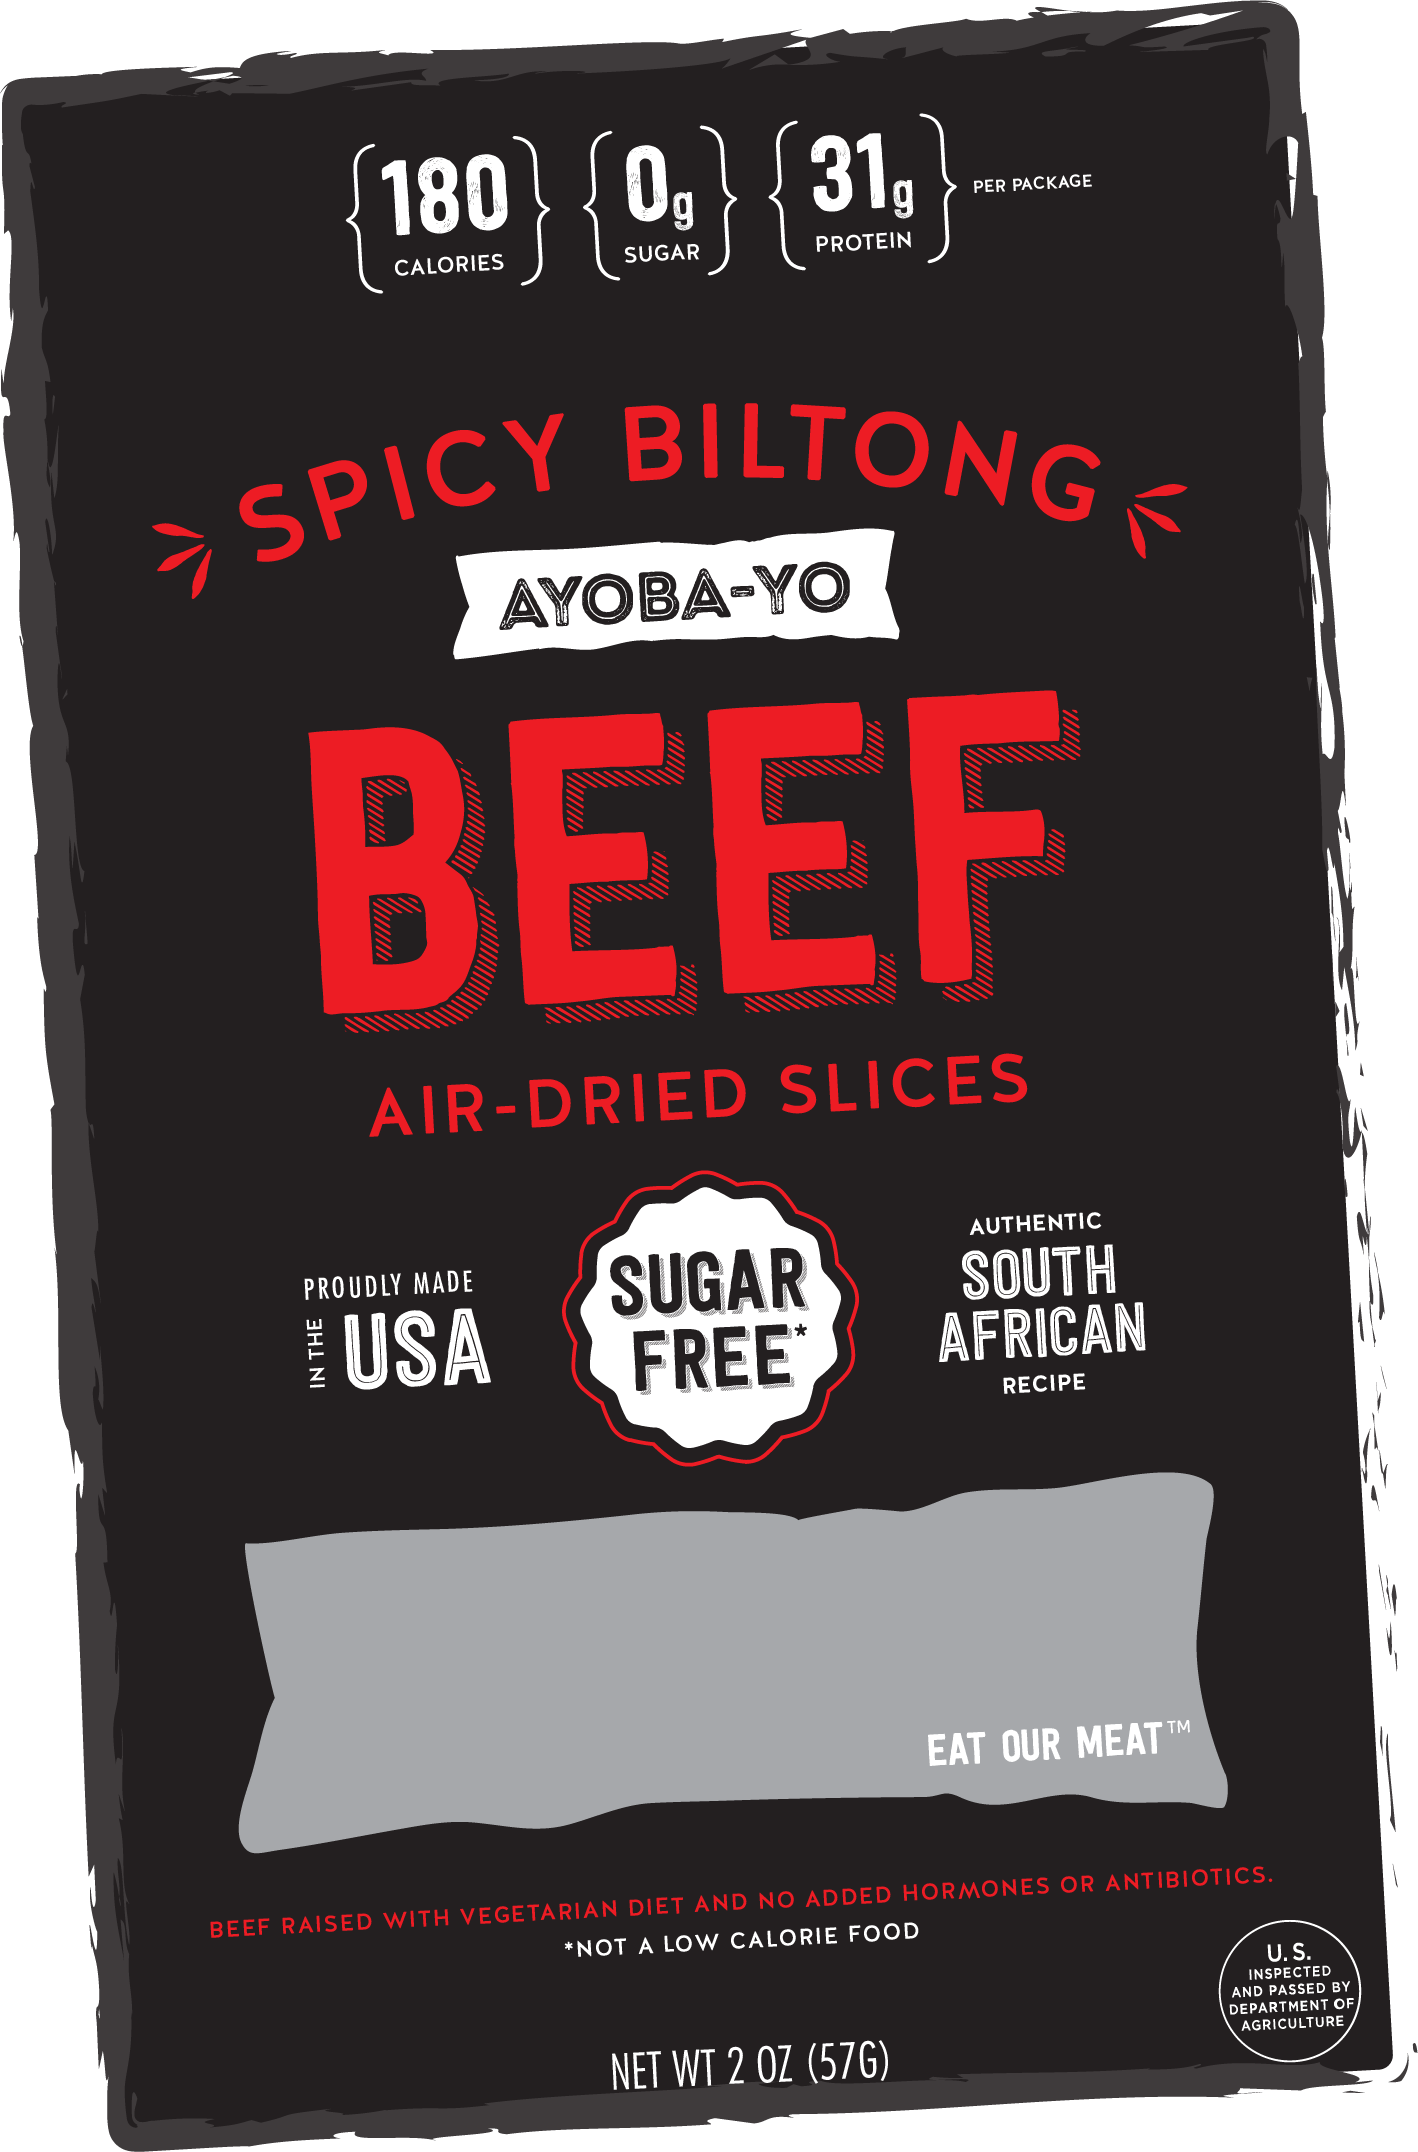 180 0g 31g PER PACKAGE
CALORIES SUGAR PROTEIN
SPICY BILTONG
AYOBA-YO
BEEF
AIR-DRIED SLICES
PROUDLY MADE
IN THE USA
SUGAR
FREE*
AUTHENTIC
SOUTH
AFRICAN
RECIPE
EAT OUR MEAT™
BEEF RAISED WITH VEGETARIAN DIET AND NO ADDED HORMONES OR ANTIBIOTICS.
*NOT A LOW CALORIE FOOD
U.S.
INSPECTED
AND PASSED BY
DEPARTMENT OF
AGRICULTURE
NET WT 2 OZ (57G)